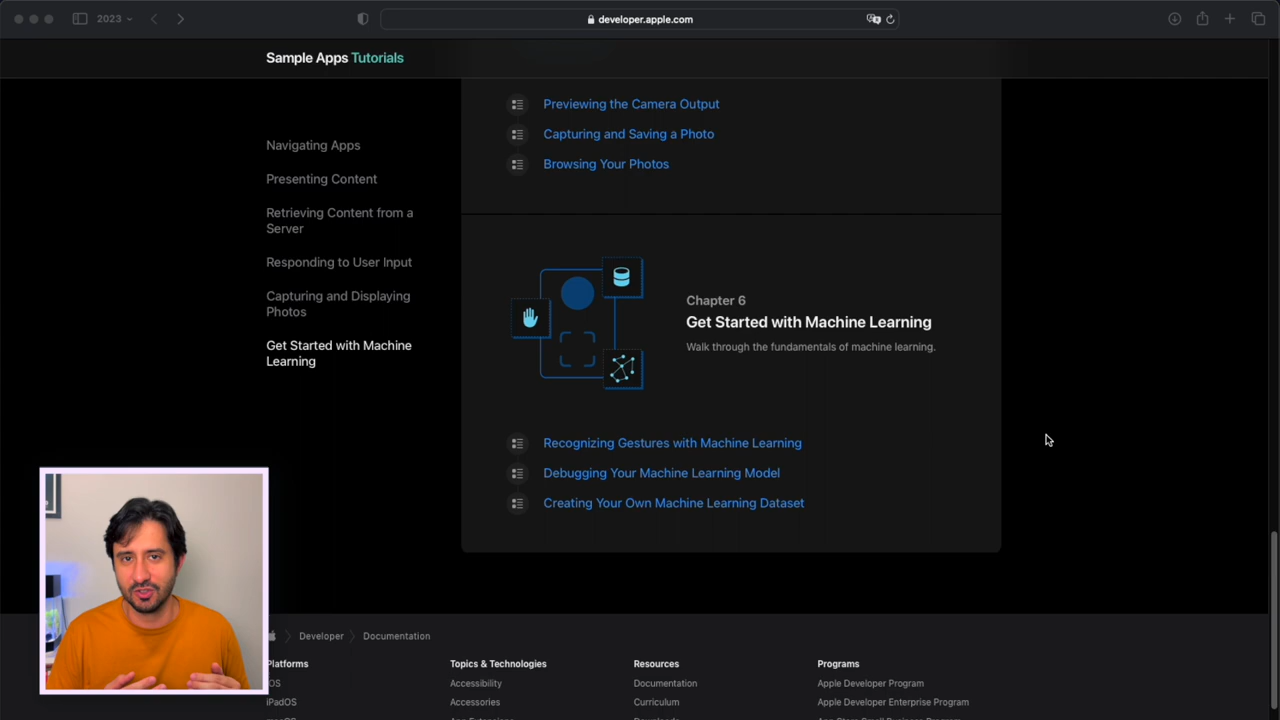 2023
developer.apple.com
Sample Apps Tutorials
Previewing the Camera Output
Capturing and Saving a Photo
Browsing Your Photos
Navigating Apps
Presenting Content
Retrieving Content from a
Server
Responding to User Input
Capturing and Displaying
Photos
Get Started with Machine
Learning
Chapter 6
Get Started with Machine Learning
Walk through the fundamentals of machine learning.
Recognizing Gestures with Machine Learning
Debugging Your Machine Learning Model
Creating Your Own Machine Learning Dataset
Developer
Documentation
Platforms
iOS
iPadOS
Topics & Technologies
Accessibility
Accessories
Resources
Documentation
Curriculum
Programs
Apple Developer Program
Apple Developer Enterprise Program